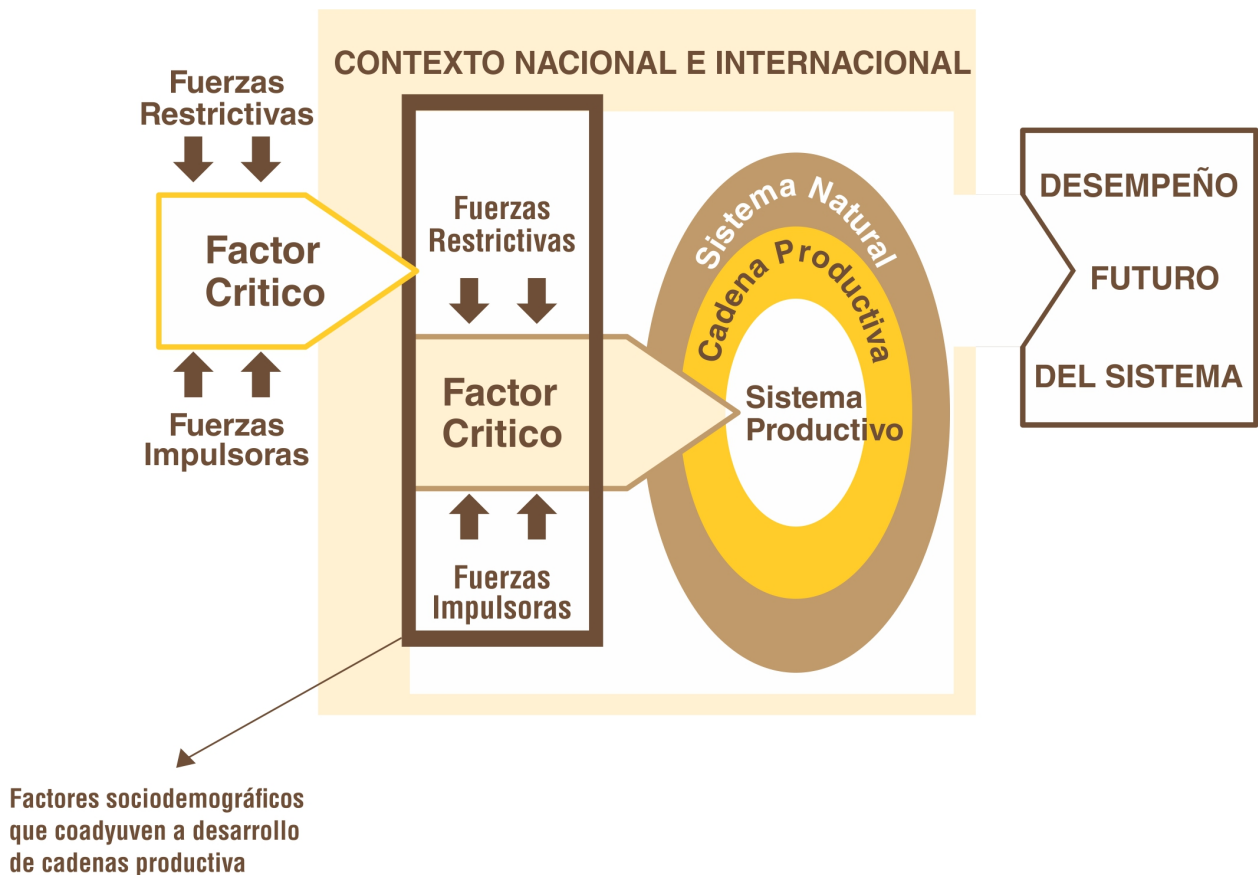 CONTEXTO NACIONAL E INTERNACIONAL
Fuerzas
Restrictivas
Factor
Critico
Fuerzas
Impulsoras
Fuerzas
Restrictivas
Factor
Critico
Fuerzas
Impulsoras
Sistema Natural
Cadena Productiva
Sistema
Productivo
DESEMPEÑO
FUTURO
DEL SISTEMA
Factores sociodemográficos
que coadyuven a desarrollo
de cadenas productiva